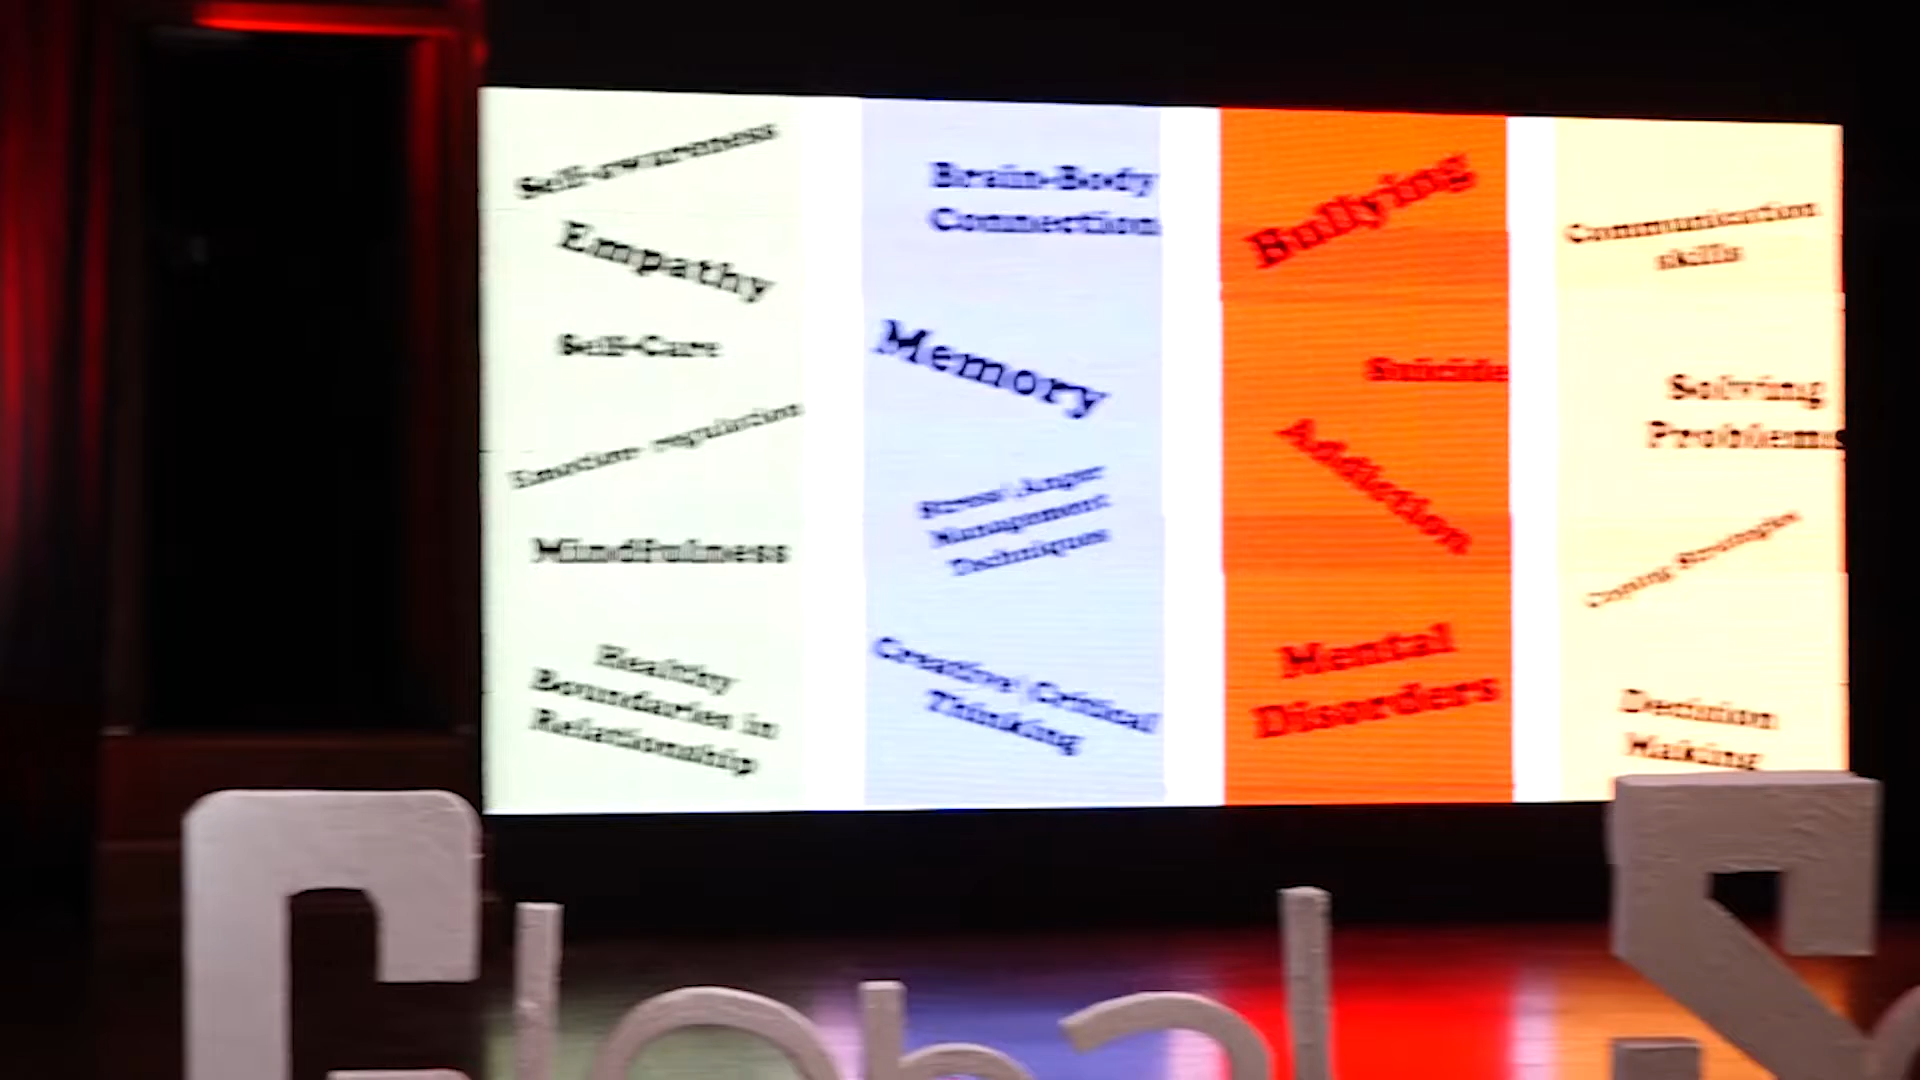 Self-awareness
Empathy
Self-Care
Emotion regulation
Mindfulness
Healthy
Boundaries in
Relationship
Brain-Body
Connection
Memory
Stress\Anger
Management
Techniques
Creative\Critical
Thinking
Bullying
Suicide
Addiction
Mental
Disorders
Communication
skills
Solving
Problems
Coping Strategies
Decision
Making
Global